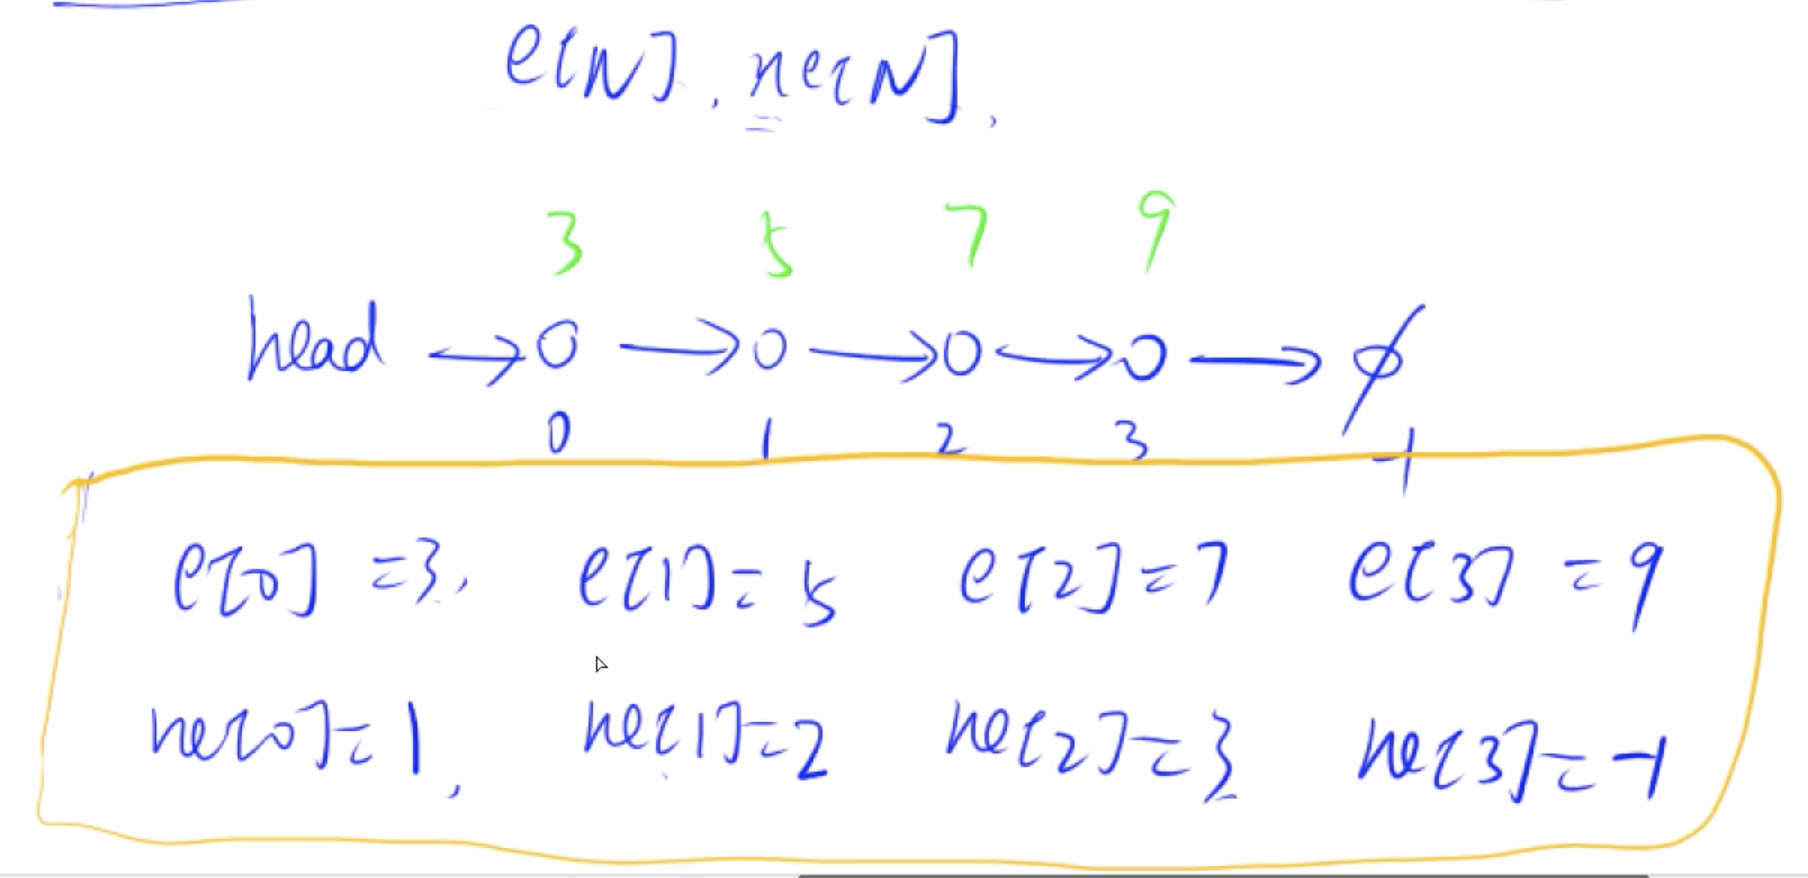 e[N], ne[N],
3 5 7 9
head → O → O → O → O → ∅
0 1 2 3 -1
e[0]=3, e[1]=5 e[2]=7 e[3]=9
ne[0]=1, ne[1]=2 ne[2]=3 ne[3]=-1